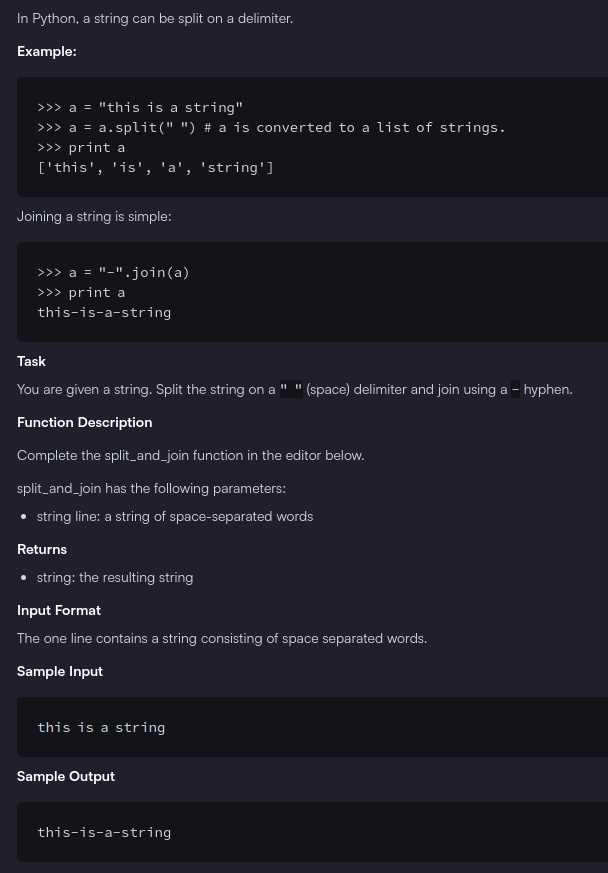 In Python, a string can be split on a delimiter.
Example:
>>> a = "this is a string"
>>> a = a.split(" ") # a is converted to a list of strings.
>>> print a
['this', 'is', 'a', 'string']
Joining a string is simple:
>>> a = "-".join(a)
>>> print a
this-is-a-string
Task
You are given a string. Split the string on a " " (space) delimiter and join using a - hyphen.
Function Description
Complete the split_and_join function in the editor below.
split_and_join has the following parameters:
• string line: a string of space-separated words
Returns
• string: the resulting string
Input Format
The one line contains a string consisting of space separated words.
Sample Input
this is a string
Sample Output
this-is-a-string